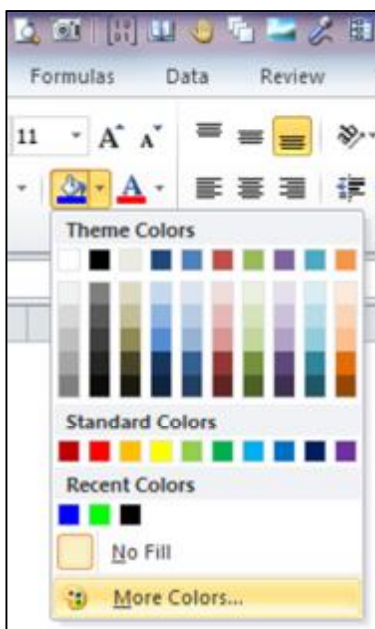 Formulas Data Review
11 A A
A
Theme Colors
Standard Colors
Recent Colors
No Fill
More Colors...